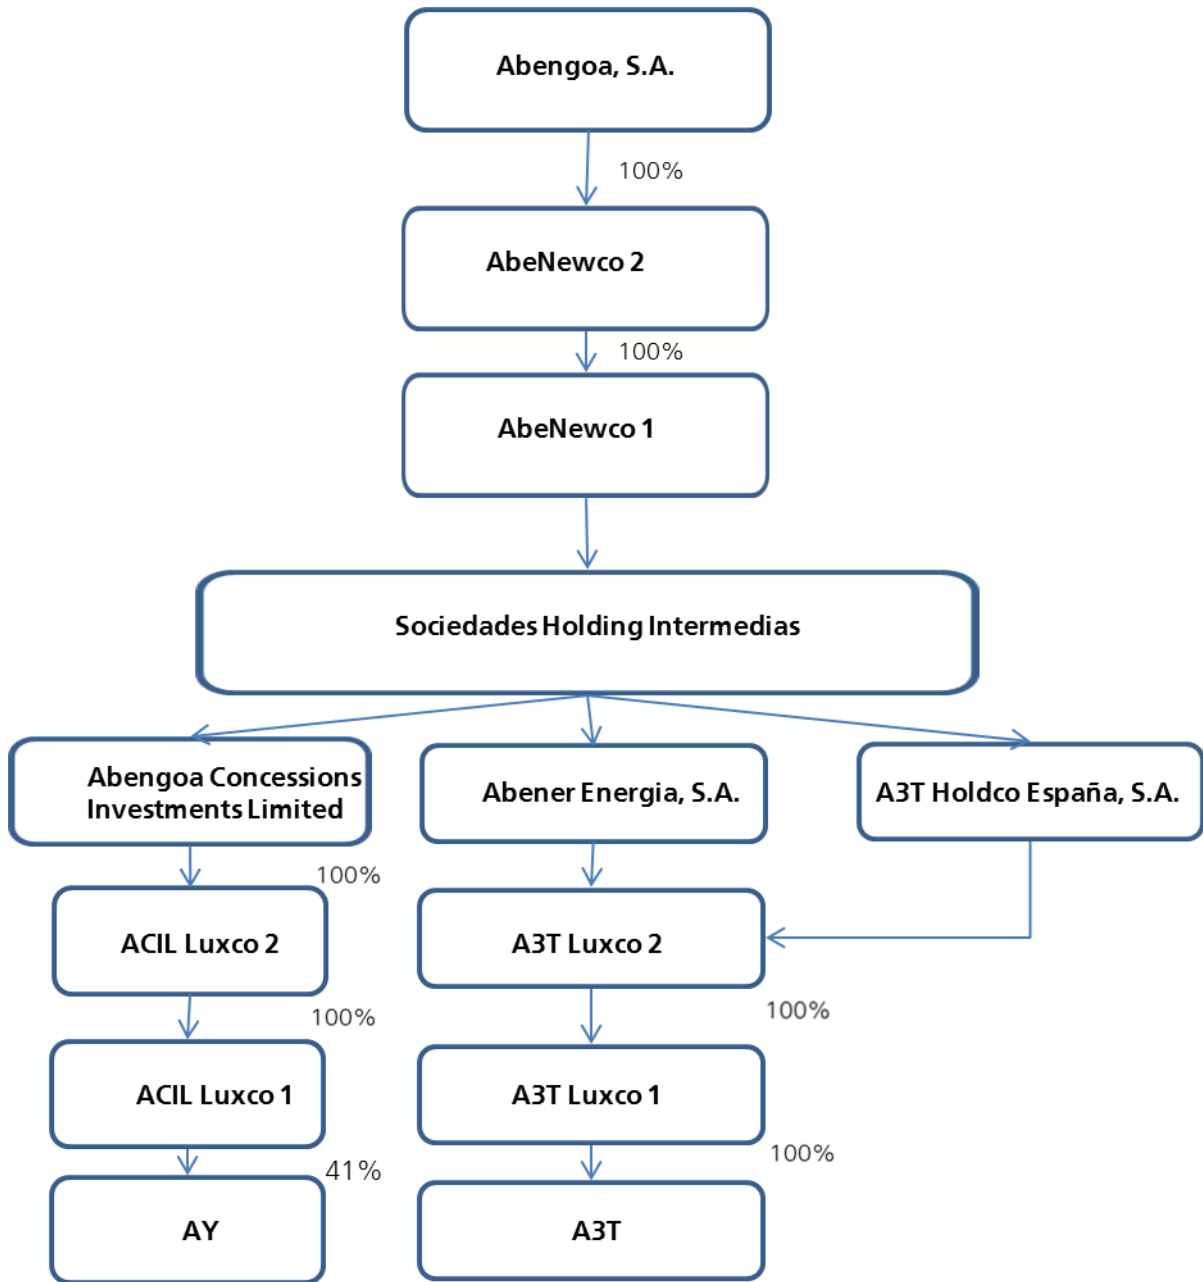 Abengoa, S.A.
100%
AbeNewco 2
100%
AbeNewco 1
Sociedades Holding Intermedias
Abengoa Concessions
Investments Limited
Abener Energia, S.A.
A3T Holdco España, S.A.
100%
ACIL Luxco 2
A3T Luxco 2
100%
100%
ACIL Luxco 1
A3T Luxco 1
41%
100%
AY
A3T